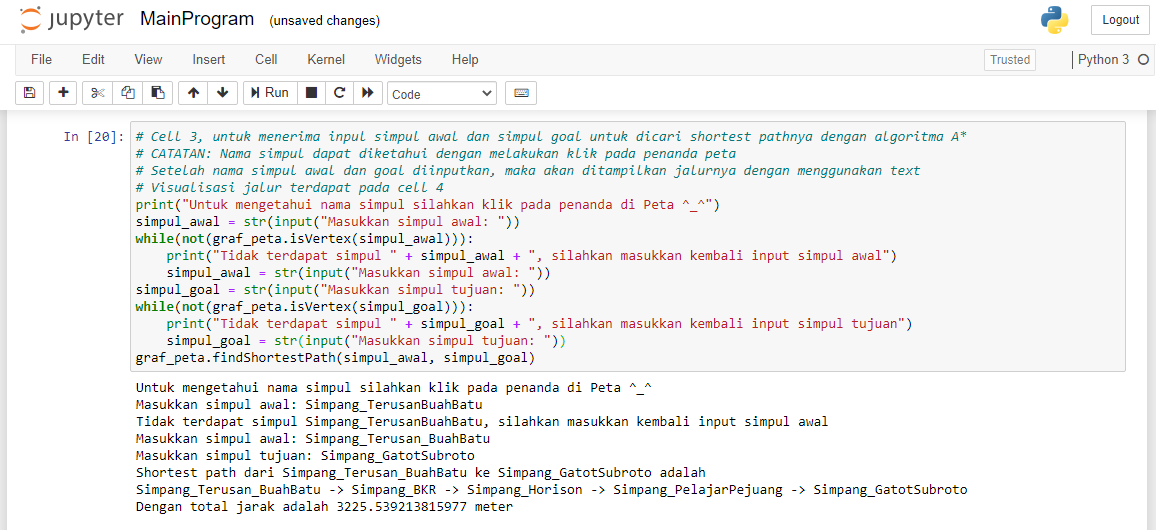 jupyter MainProgram (unsaved changes) Logout
File Edit View Insert Cell Kernel Widgets Help Trusted Python 3
Run Code
In [20]: # Cell 3, untuk menerima inpul simpul awal dan simpul goal untuk dicari shortest pathnya dengan algoritma A*
# CATATAN: Nama simpul dapat diketahui dengan melakukan klik pada penanda peta
# Setelah nama simpul awal dan goal diinputkan, maka akan ditampilkan jalurnya dengan menggunakan text
# Visualisasi jalur terdapat pada cell 4
print("Untuk mengetahui nama simpul silahkan klik pada penanda di Peta ^_^")
simpul_awal = str(input("Masukkan simpul awal: "))
while(not(graf_peta.isVertex(simpul_awal))):
    print("Tidak terdapat simpul " + simpul_awal + ", silahkan masukkan kembali input simpul awal")
    simpul_awal = str(input("Masukkan simpul awal: "))
simpul_goal = str(input("Masukkan simpul tujuan: "))
while(not(graf_peta.isVertex(simpul_goal))):
    print("Tidak terdapat simpul " + simpul_goal + ", silahkan masukkan kembali input simpul tujuan")
    simpul_goal = str(input("Masukkan simpul tujuan: "))
graf_peta.findShortestPath(simpul_awal, simpul_goal)
Untuk mengetahui nama simpul silahkan klik pada penanda di Peta ^_^
Masukkan simpul awal: Simpang_TerusanBuahBatu
Tidak terdapat simpul Simpang_TerusanBuahBatu, silahkan masukkan kembali input simpul awal
Masukkan simpul awal: Simpang_Terusan_BuahBatu
Masukkan simpul tujuan: Simpang_GatotSubroto
Shortest path dari Simpang_Terusan_BuahBatu ke Simpang_GatotSubroto adalah
Simpang_Terusan_BuahBatu -> Simpang_BKR -> Simpang_Horison -> Simpang_PelajarPejuang -> Simpang_GatotSubroto
Dengan total jarak adalah 3225.539213815977 meter